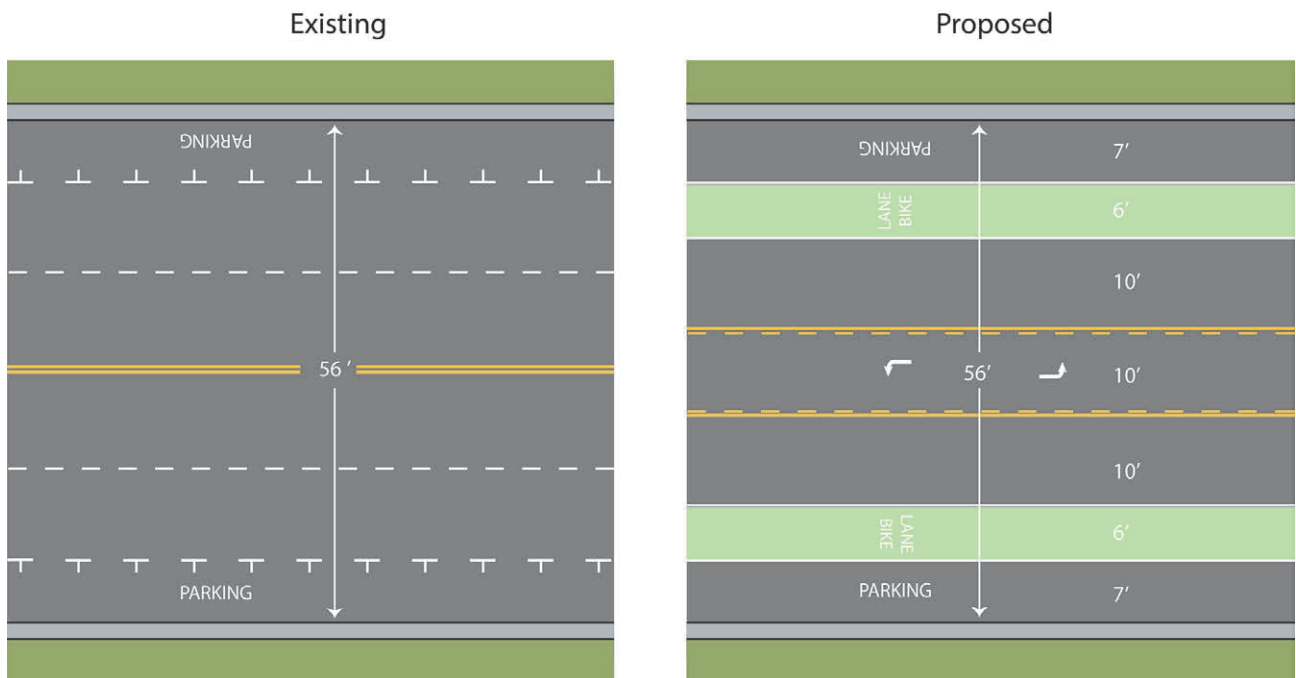 Existing
PARKING
56 ′
PARKING
Proposed
PARKING
7′
LANE
BIKE
6′
10′
56′
10′
10′
BIKE
LANE
6′
PARKING
7′